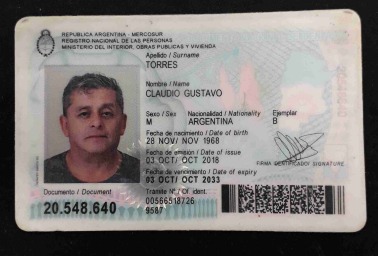 REPUBLICA ARGENTINA - MERCOSUR
REGISTRO NACIONAL DE LAS PERSONAS
MINISTERIO DEL INTERIOR, OBRAS PUBLICAS Y VIVIENDA
Apellido / Surname
TORRES
Nombre / Name
CLAUDIO GUSTAVO
Sexo / Sex Nacionalidad / Nationality Ejemplar
M ARGENTINA B
Fecha de nacimiento / Date of birth
28 NOV/ NOV 1968
Fecha de emisión / Date of issue
03 OCT/ OCT 2018
FIRMA IDENTIFICADO/ SIGNATURE
Fecha de vencimiento / Date of expiry
03 OCT/ OCT 2033
Documento / Document
Tramite N° / Of. ident.
20.548.640
00566518726
9587